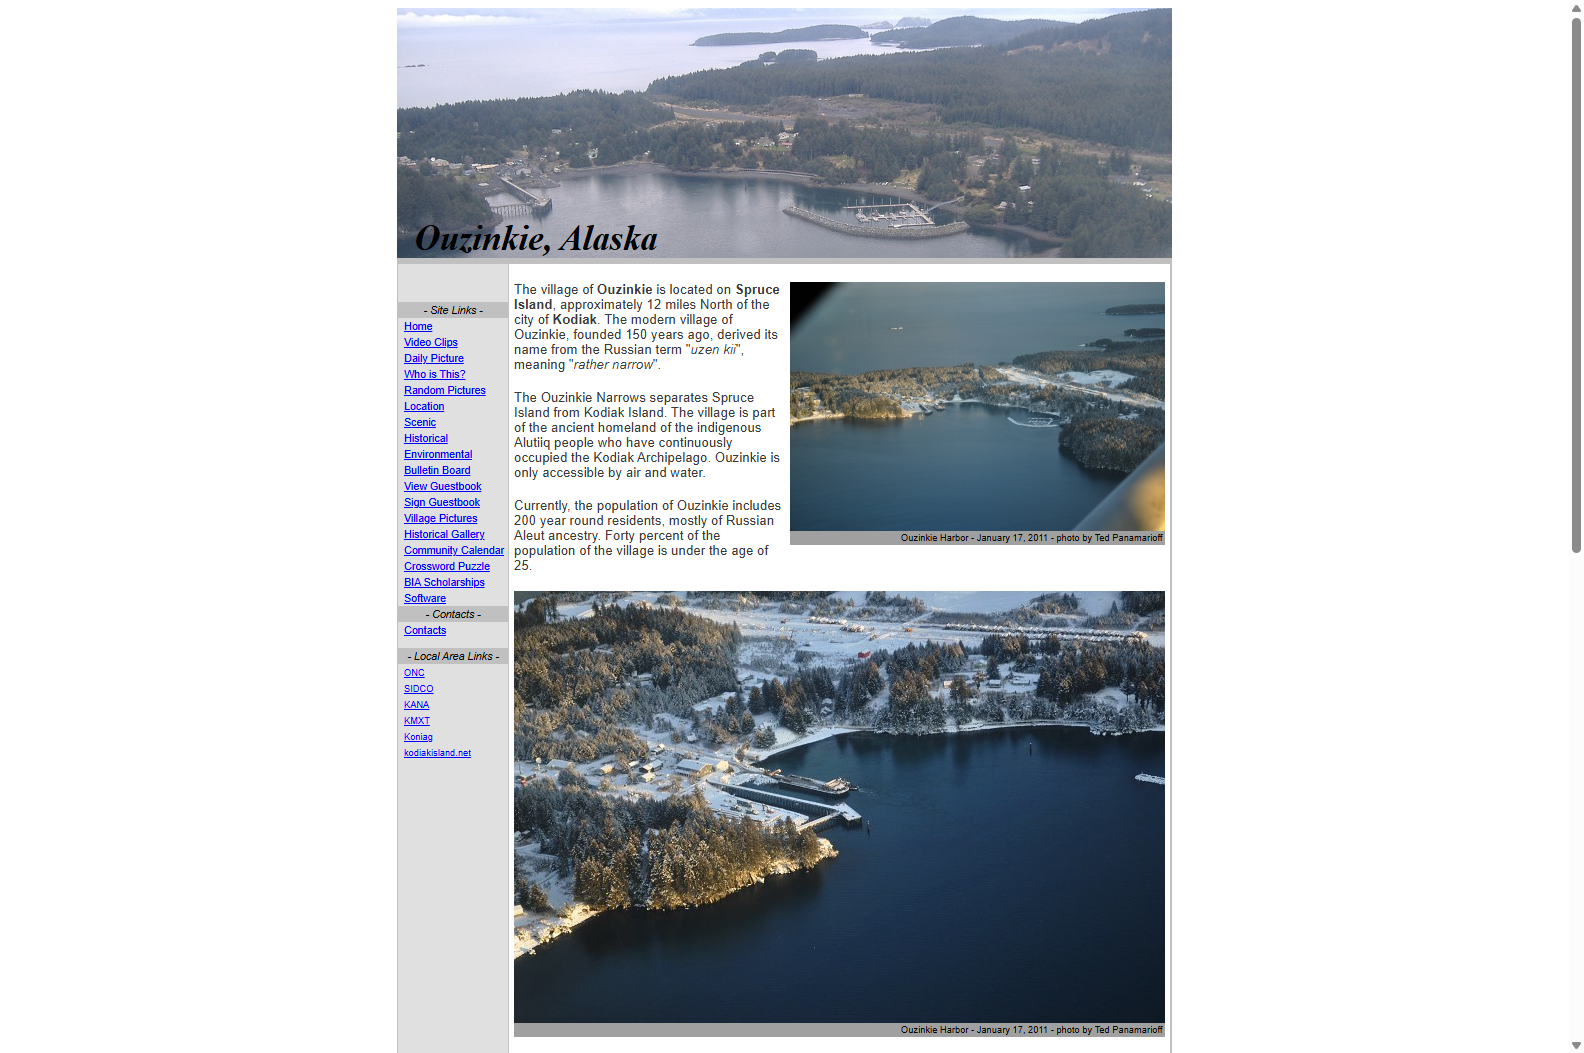 Ouzinkie, Alaska
- Site Links -
Home
Video Clips
Daily Picture
Who is This?
Random Pictures
Location
Scenic
Historical
Environmental
Bulletin Board
View Guestbook
Sign Guestbook
Village Pictures
Historical Gallery
Community Calendar
Crossword Puzzle
BIA Scholarships
Software
- Contacts -
Contacts
- Local Area Links -
ONC
SIDCO
KANA
KMXT
Koniag
kodiakisland.net
The village of Ouzinkie is located on Spruce
Island, approximately 12 miles North of the
city of Kodiak. The modern village of
Ouzinkie, founded 150 years ago, derived its
name from the Russian term "uzen kii",
meaning "rather narrow".
The Ouzinkie Narrows separates Spruce
Island from Kodiak Island. The village is part
of the ancient homeland of the indigenous
Alutiiq people who have continuously
occupied the Kodiak Archipelago. Ouzinkie is
only accessible by air and water.
Currently, the population of Ouzinkie includes
200 year round residents, mostly of Russian
Aleut ancestry. Forty percent of the
population of the village is under the age of
25.
Ouzinkie Harbor - January 17, 2011 - photo by Ted Panamarioff
Ouzinkie Harbor - January 17, 2011 - photo by Ted Panamarioff